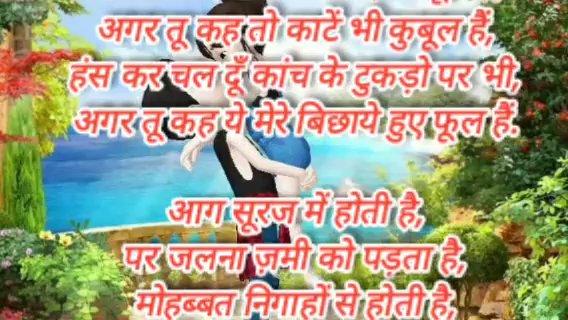 अगर तू कह तो काटें भी कुबूल हैं,
हंस कर चल दूँ कांच के टुकड़ो पर भी,
अगर तू कह ये मेरे बिछाये हुए फूल हैं.
आग सूरज में होती है,
पर जलना ज़मी को पड़ता है,
मोहब्बत निगाहों से होती है,